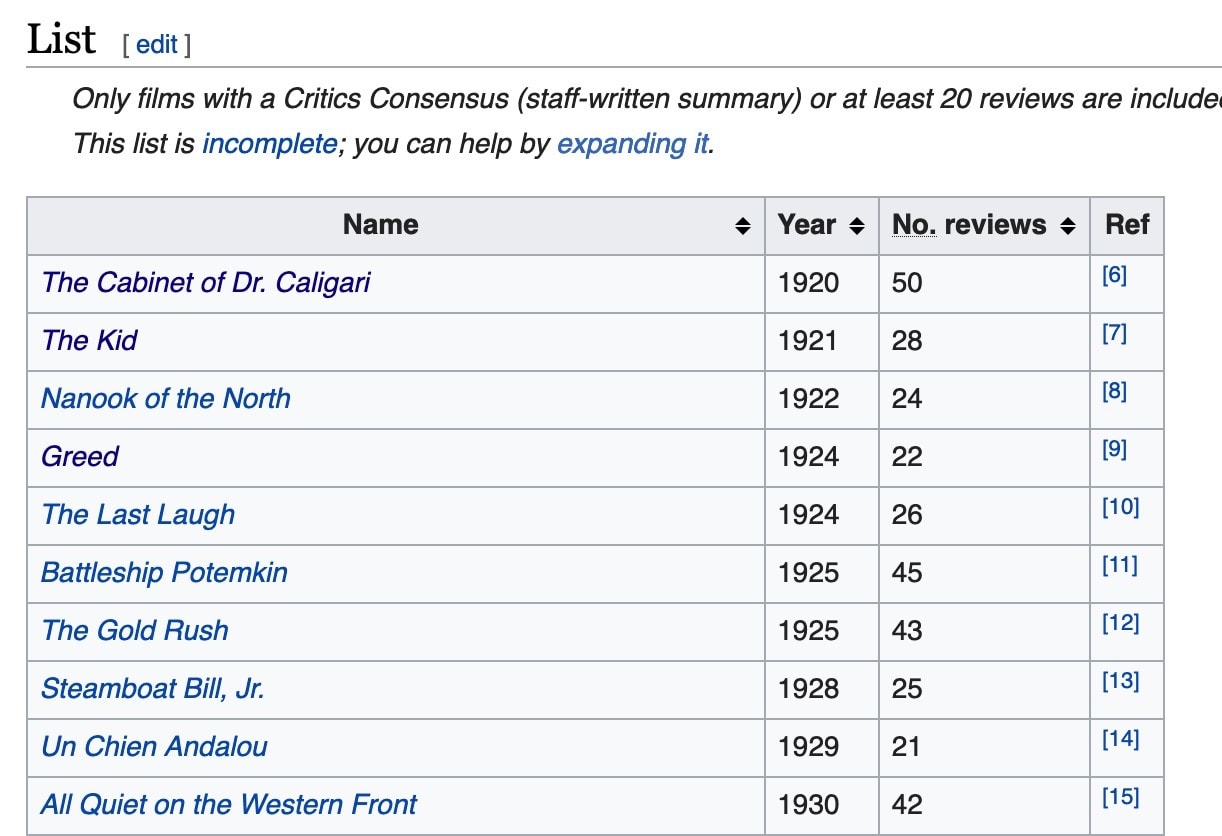 List [ edit ]
Only films with a Critics Consensus (staff-written summary) or at least 20 reviews are include
This list is incomplete; you can help by expanding it.
Name Year No. reviews Ref
The Cabinet of Dr. Caligari 1920 50 [6]
The Kid 1921 28 [7]
Nanook of the North 1922 24 [8]
Greed 1924 22 [9]
The Last Laugh 1924 26 [10]
Battleship Potemkin 1925 45 [11]
The Gold Rush 1925 43 [12]
Steamboat Bill, Jr. 1928 25 [13]
Un Chien Andalou 1929 21 [14]
All Quiet on the Western Front 1930 42 [15]